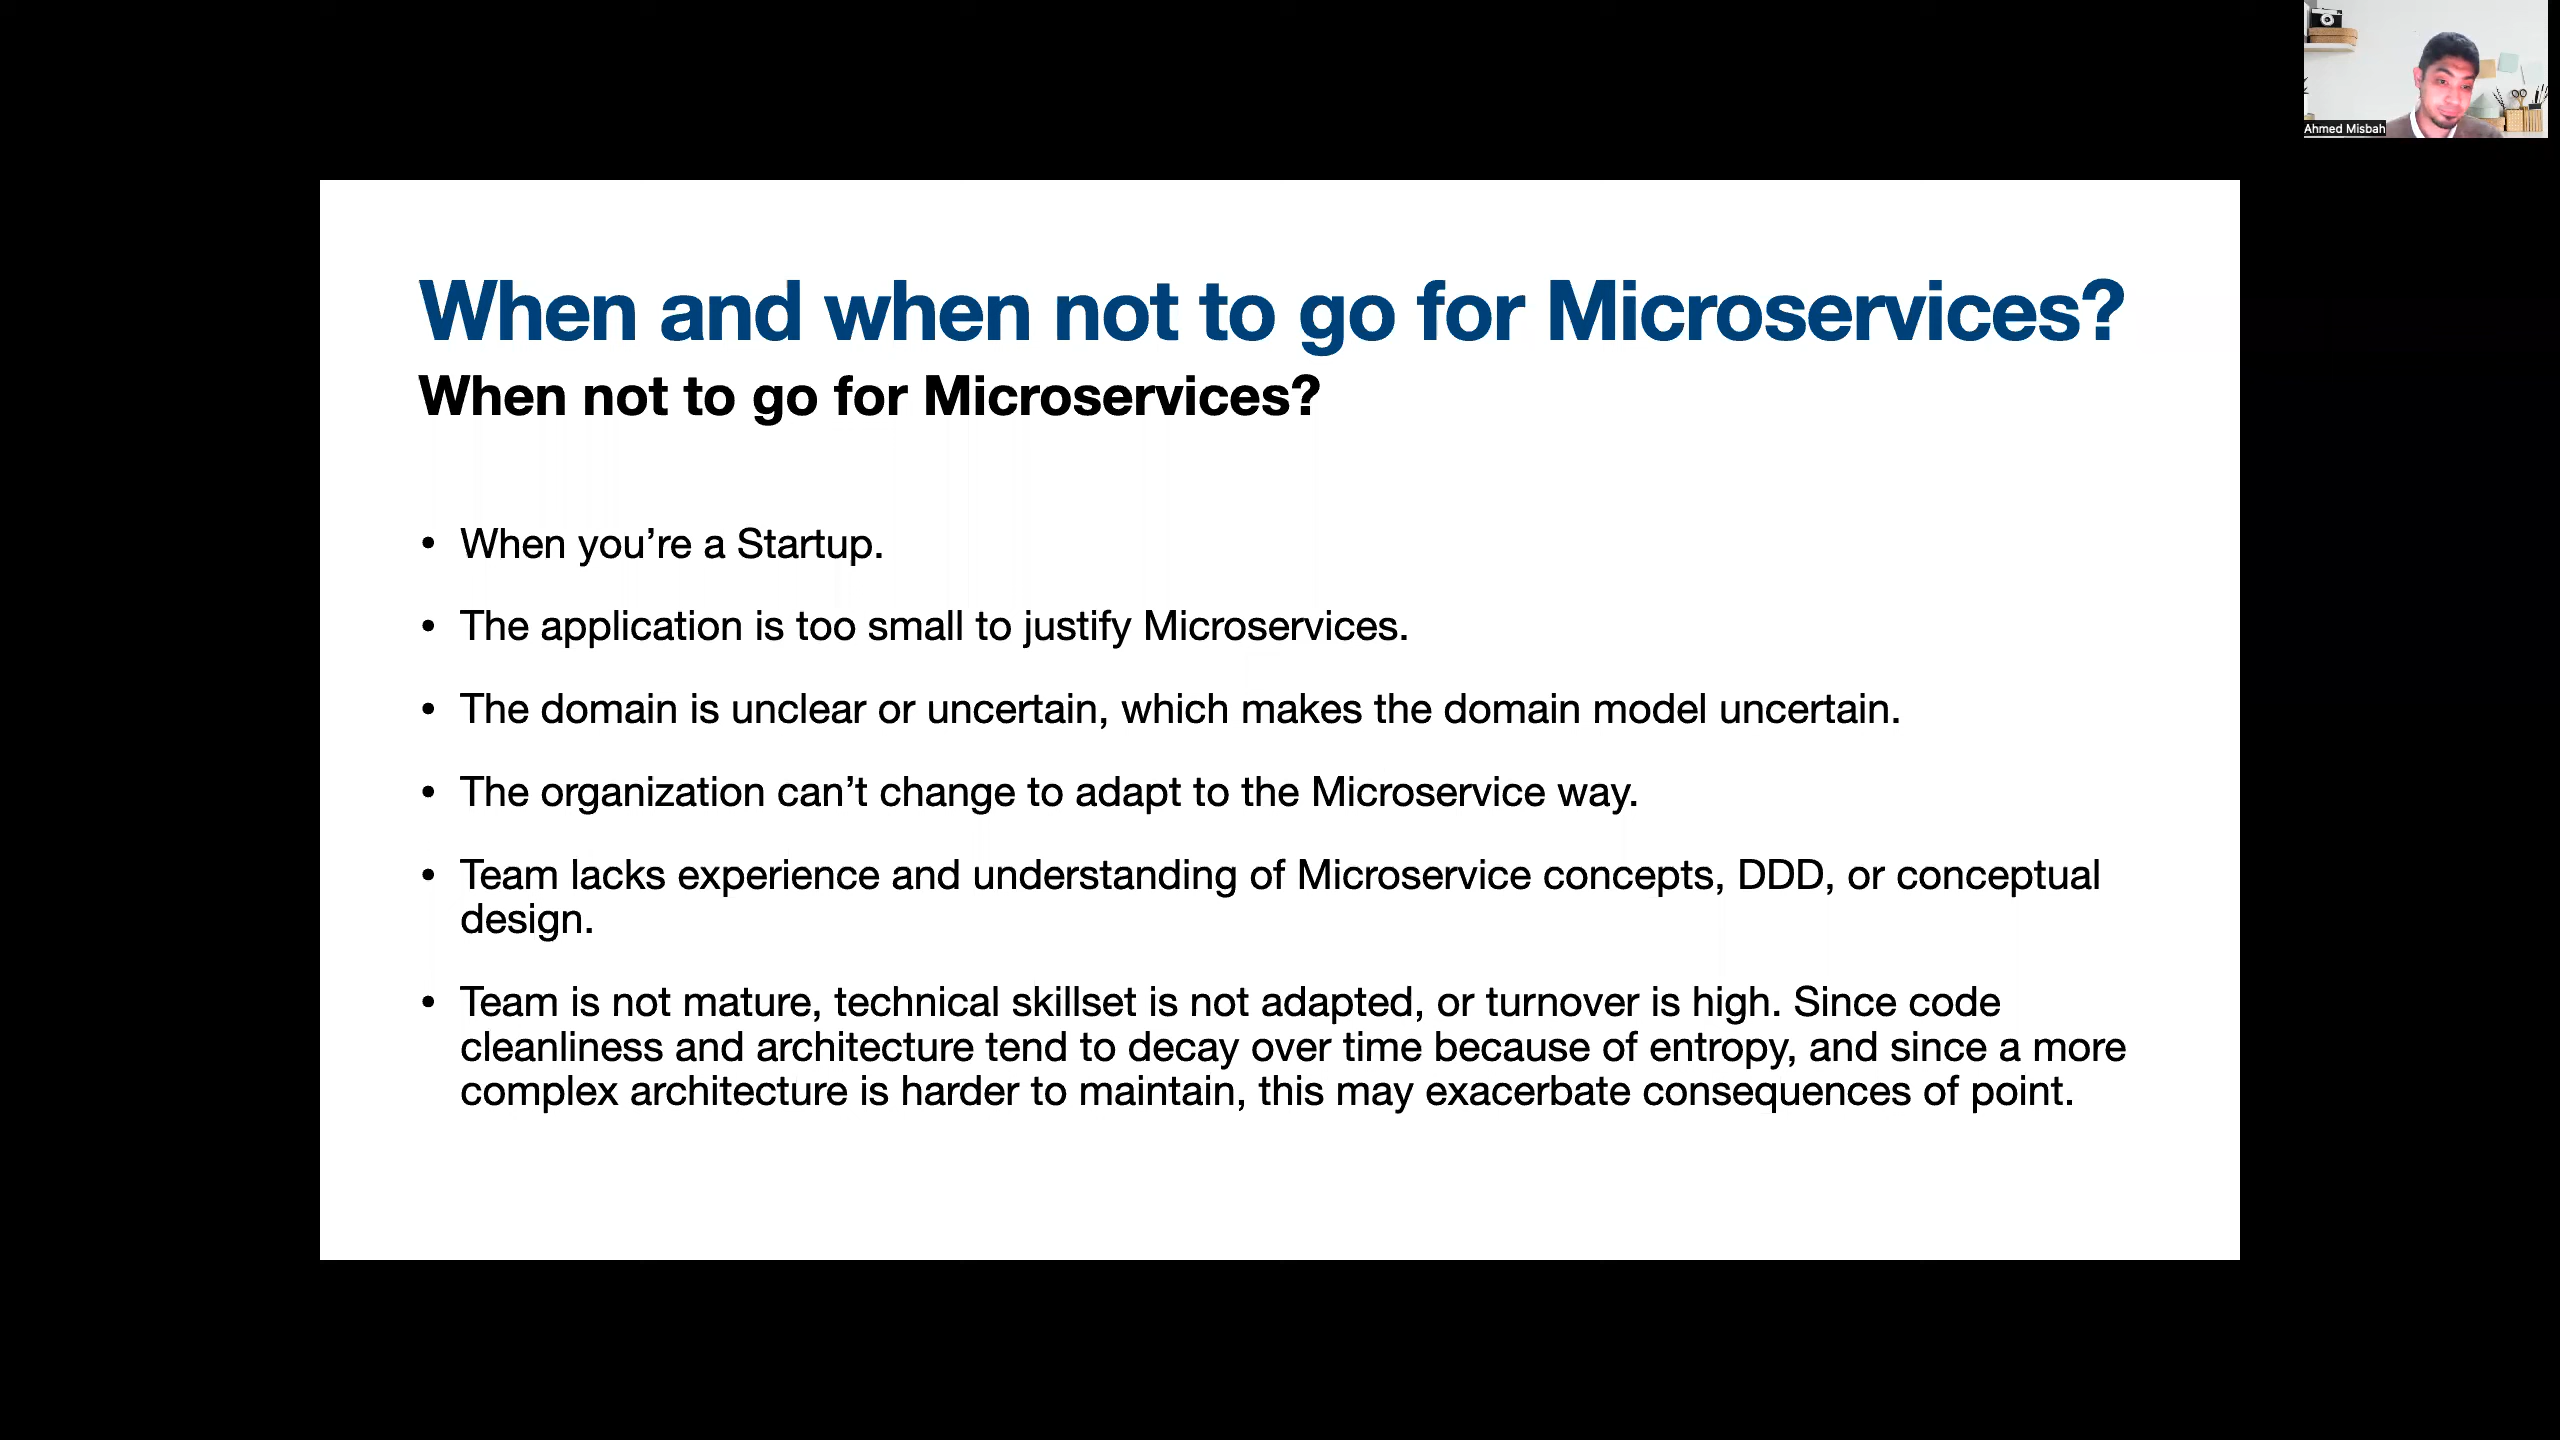 Ahmed Misbah
When and when not to go for Microservices?
When not to go for Microservices?
• When you’re a Startup.
• The application is too small to justify Microservices.
• The domain is unclear or uncertain, which makes the domain model uncertain.
• The organization can’t change to adapt to the Microservice way.
• Team lacks experience and understanding of Microservice concepts, DDD, or conceptual
design.
• Team is not mature, technical skillset is not adapted, or turnover is high. Since code
cleanliness and architecture tend to decay over time because of entropy, and since a more
complex architecture is harder to maintain, this may exacerbate consequences of point.